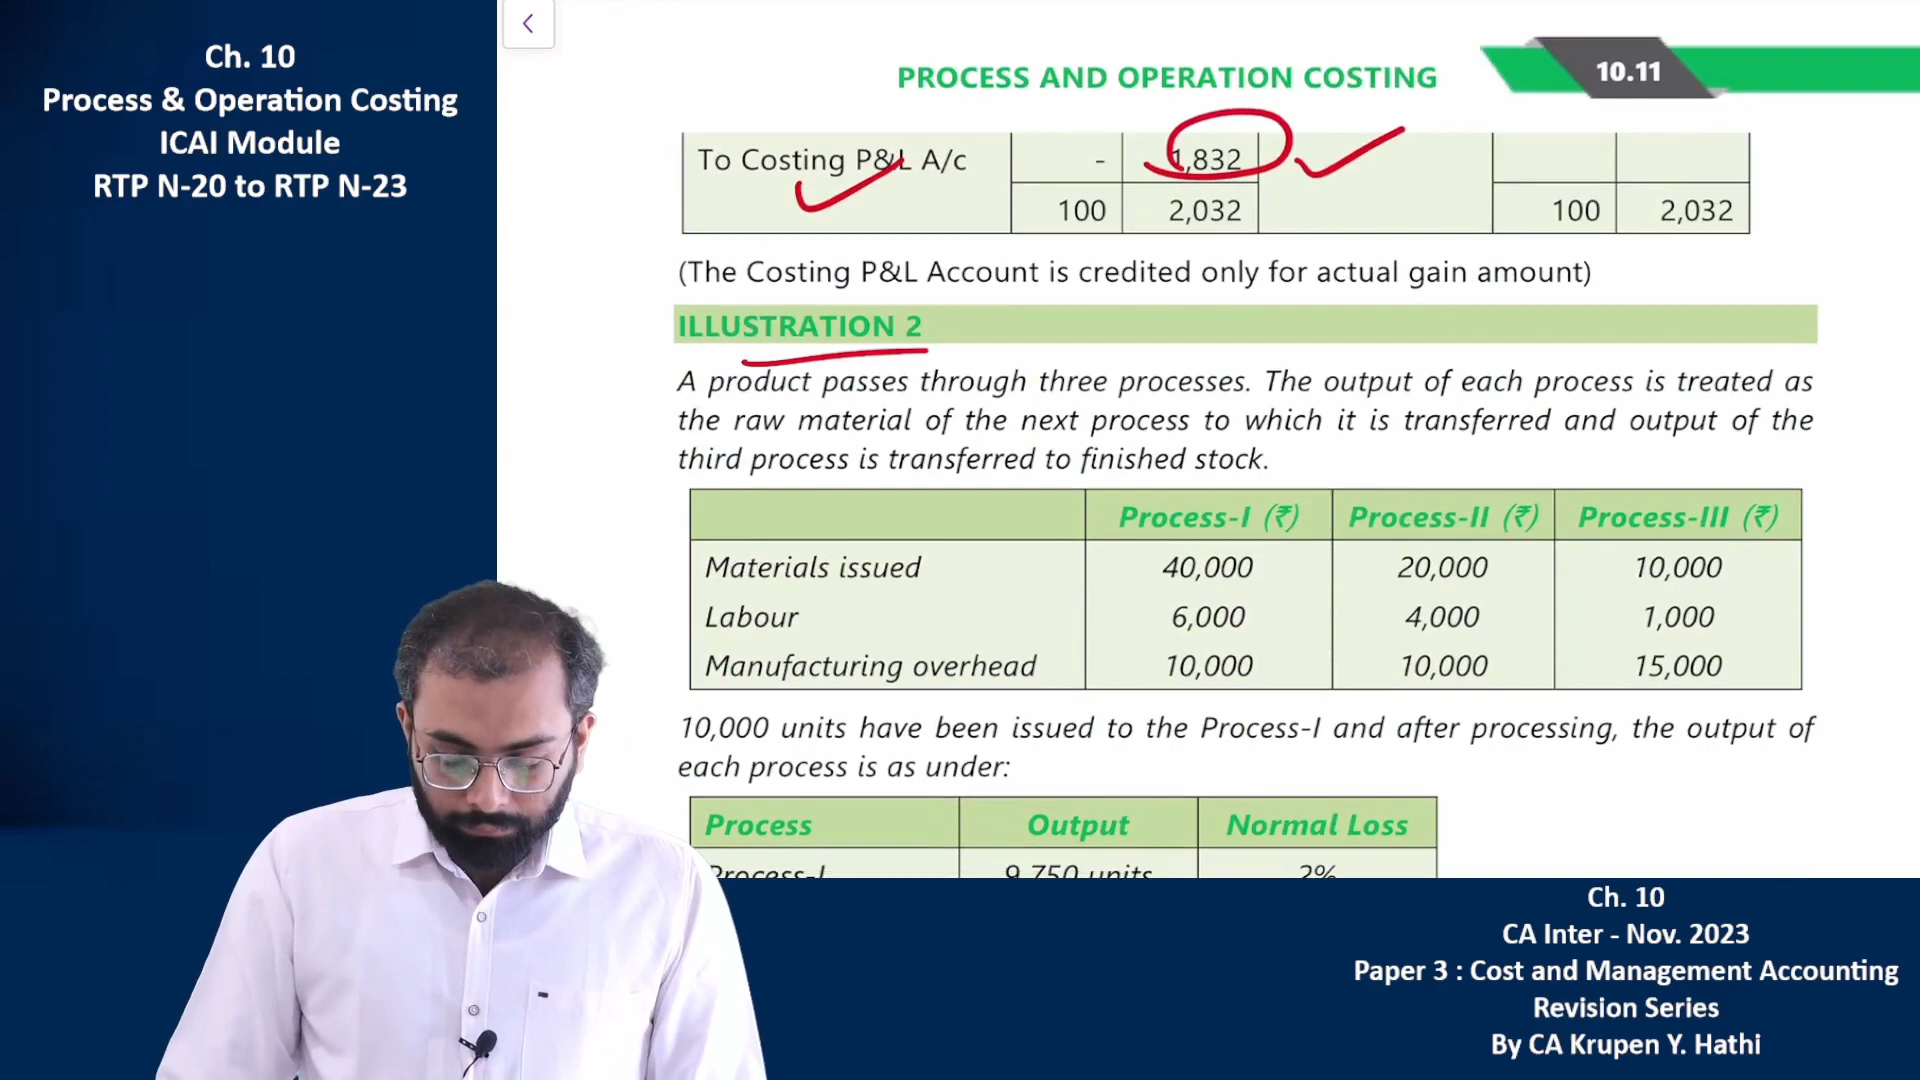 Ch. 10
Process & Operation Costing
ICAI Module
RTP N-20 to RTP N-23
PROCESS AND OPERATION COSTING
10.11
To Costing P&L A/c - 1,832
100 2,032 100 2,032
(The Costing P&L Account is credited only for actual gain amount)
ILLUSTRATION 2
A product passes through three processes. The output of each process is treated as
the raw material of the next process to which it is transferred and output of the
third process is transferred to finished stock.
Process-I (₹) Process-II (₹) Process-III (₹)
Materials issued 40,000 20,000 10,000
Labour 6,000 4,000 1,000
Manufacturing overhead 10,000 10,000 15,000
10,000 units have been issued to the Process-I and after processing, the output of
each process is as under:
Process Output Normal Loss
Process-I 9,750 units 2%
Ch. 10
CA Inter - Nov. 2023
Paper 3 : Cost and Management Accounting
Revision Series
By CA Krupen Y. Hathi